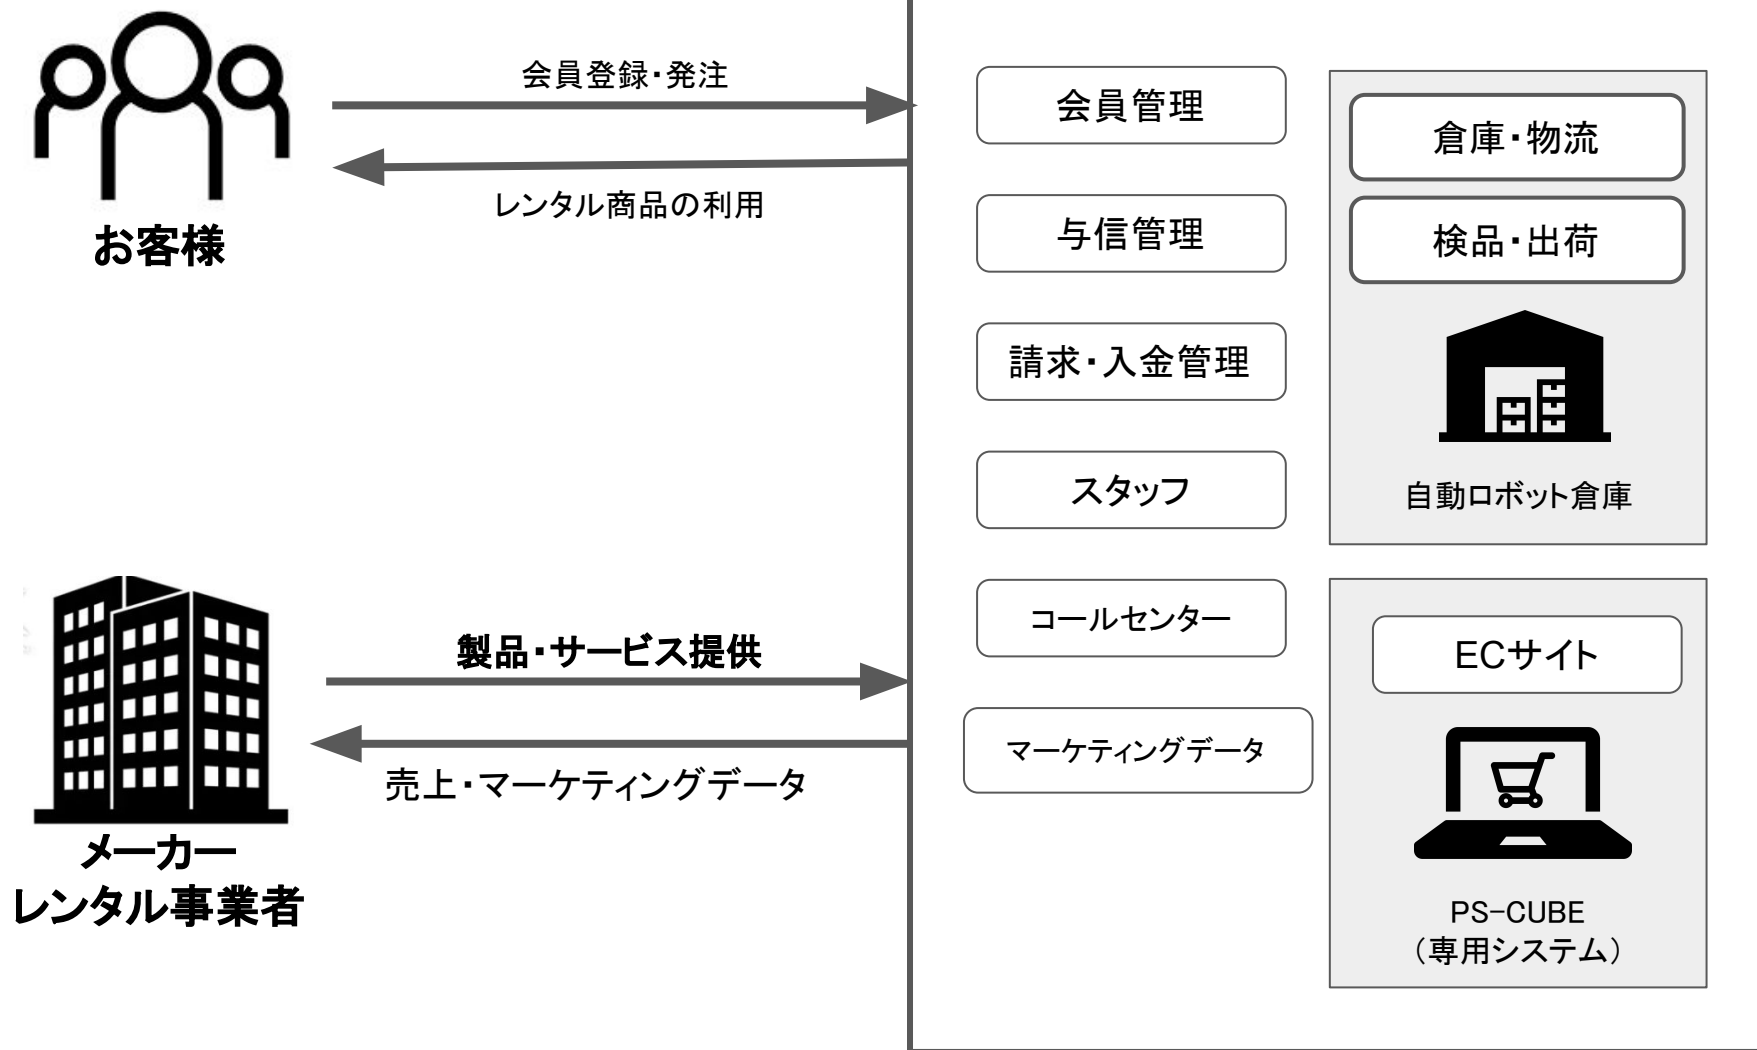 会員登録・発注
レンタル商品の利用
お客様
製品・サービス提供
売上・マーケティングデータ
メーカー
レンタル事業者
会員管理
与信管理
請求・入金管理
スタッフ
コールセンター
マーケティングデータ
倉庫・物流
検品・出荷
自動ロボット倉庫
ECサイト
PS-CUBE
（専用システム）